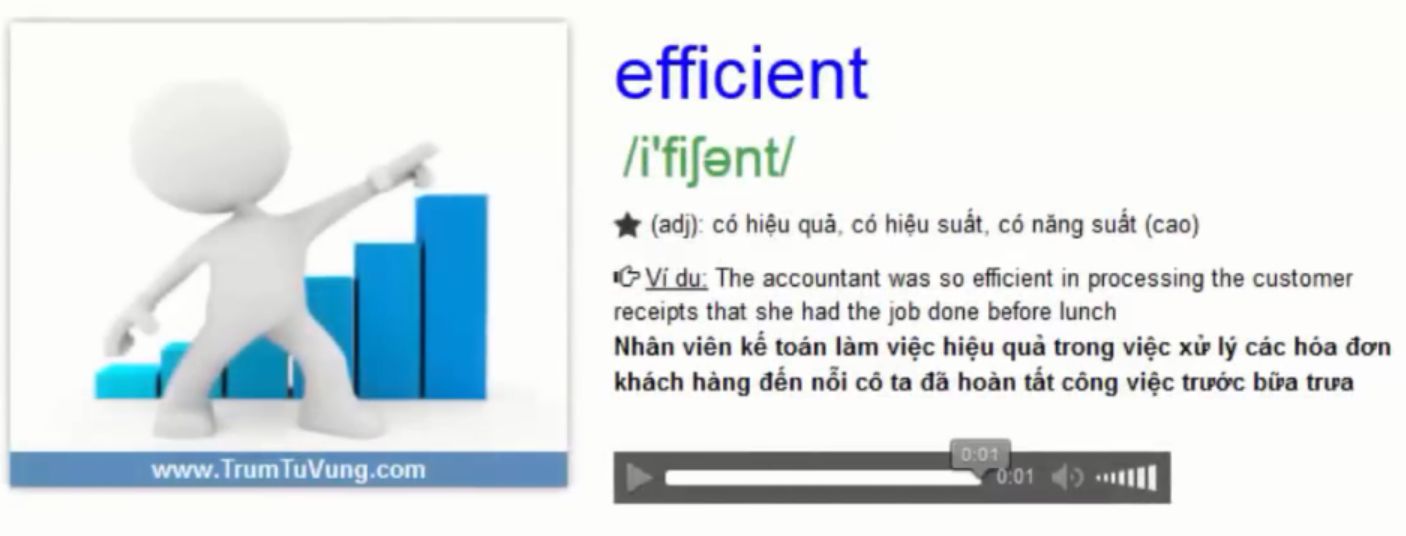 efficient
/i'fiʃənt/
★ (adj): có hiệu quả, có hiệu suất, có năng suất (cao)
Ví dụ: The accountant was so efficient in processing the customer
receipts that she had the job done before lunch
Nhân viên kế toán làm việc hiệu quả trong việc xử lý các hóa đơn
khách hàng đến nỗi cô ta đã hoàn tất công việc trước bữa trưa
www.TrumTuVung.com
0:01
0:01